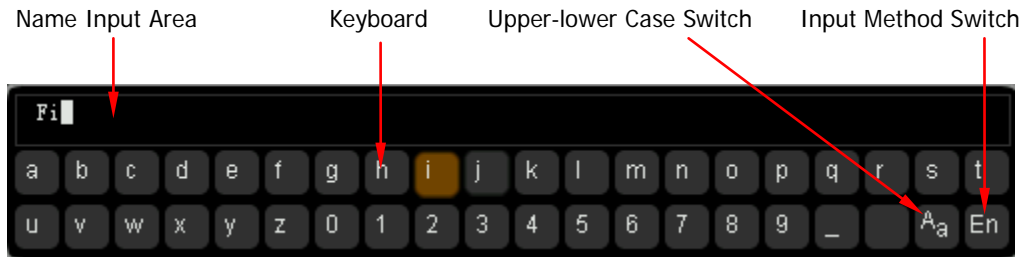 Name Input Area Keyboard Upper-lower Case Switch Input Method Switch
Fi
a b c d e f g h i j k l m n o p q r s t
u v w x y z 0 1 2 3 4 5 6 7 8 9 _ Aa En